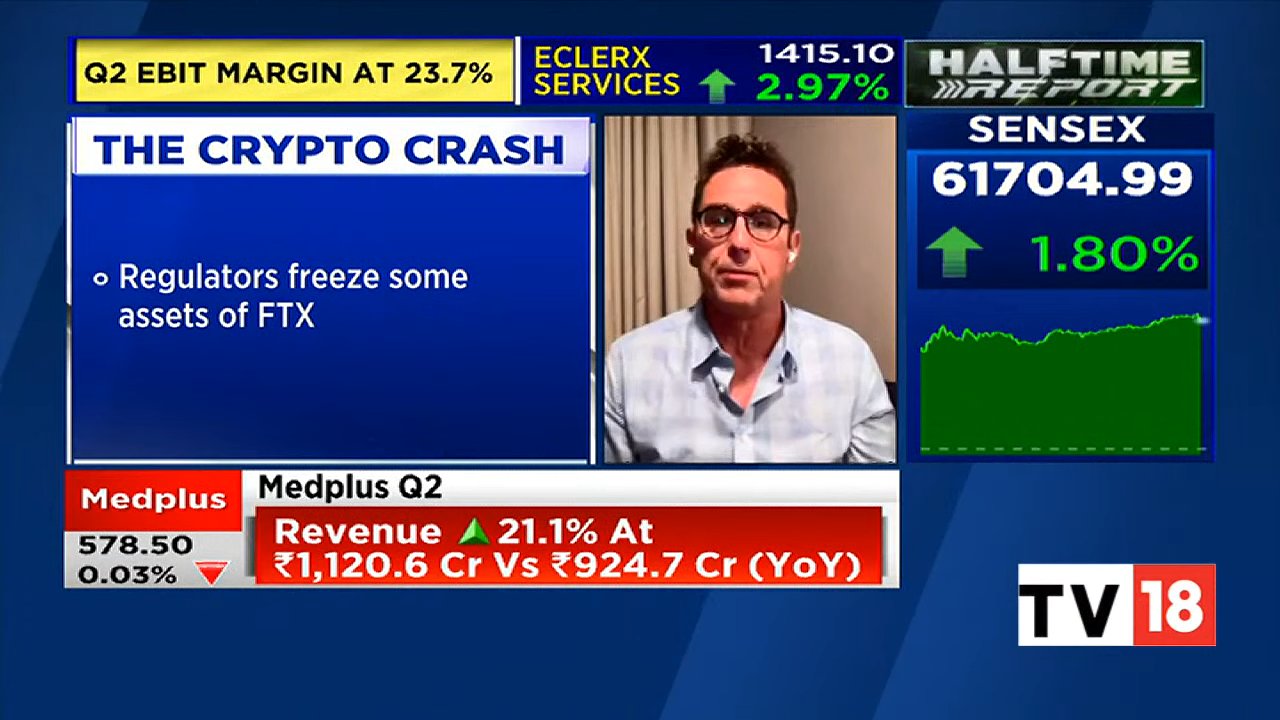 Q2 EBIT MARGIN AT 23.7%
ECLERX
SERVICES
1415.10
2.97%
HALFTIME
REPORT
THE CRYPTO CRASH
Regulators freeze some
assets of FTX
SENSEX
61704.99
1.80%
Medplus
578.50
0.03%
Medplus Q2
Revenue 21.1% At
₹1,120.6 Cr Vs ₹924.7 Cr (YoY)
TV18